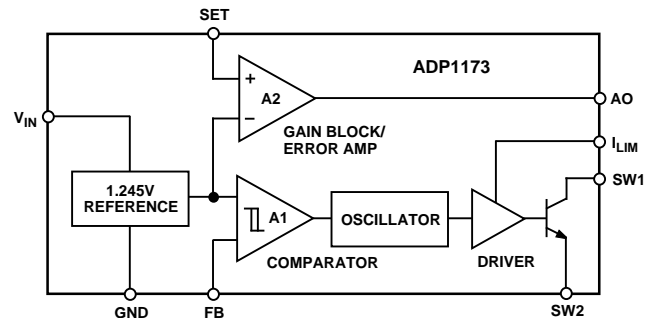 SET
ADP1173
+
A2
−
AO
V_IN
GAIN BLOCK/
ERROR AMP
I_LIM
SW1
1.245V
REFERENCE
A1
OSCILLATOR
COMPARATOR
DRIVER
GND
FB
SW2